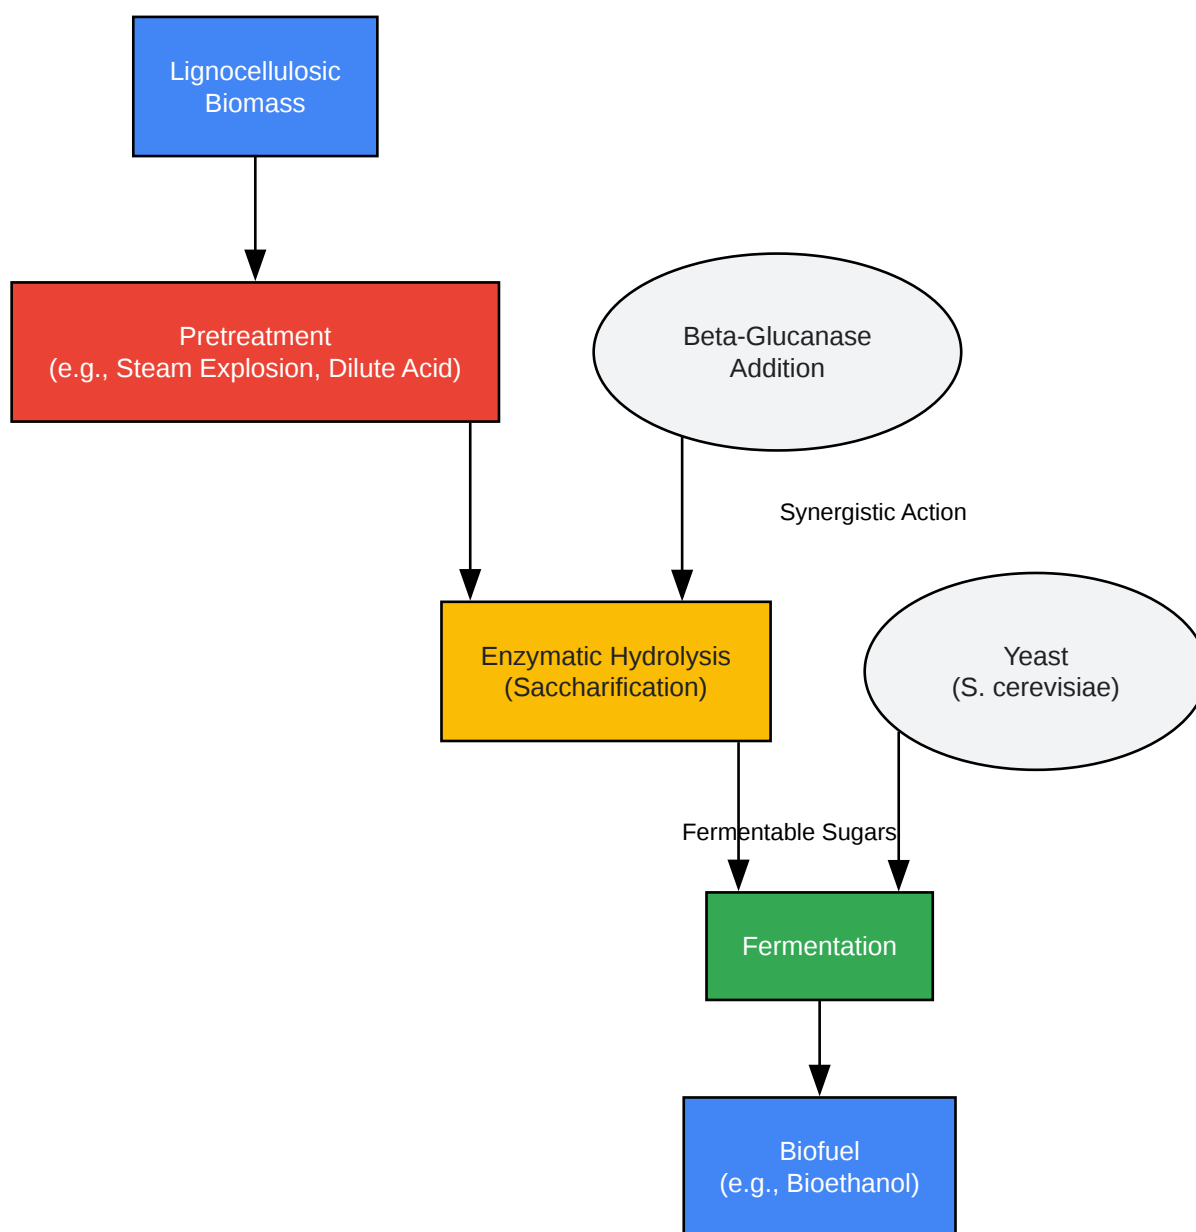 Lignocellulosic
Biomass
Pretreatment
(e.g., Steam Explosion, Dilute Acid)
Beta-Glucanase
Addition
Synergistic Action
Enzymatic Hydrolysis
(Saccharification)
Yeast
(S. cerevisiae)
Fermentable Sugars
Fermentation
Biofuel
(e.g., Bioethanol)